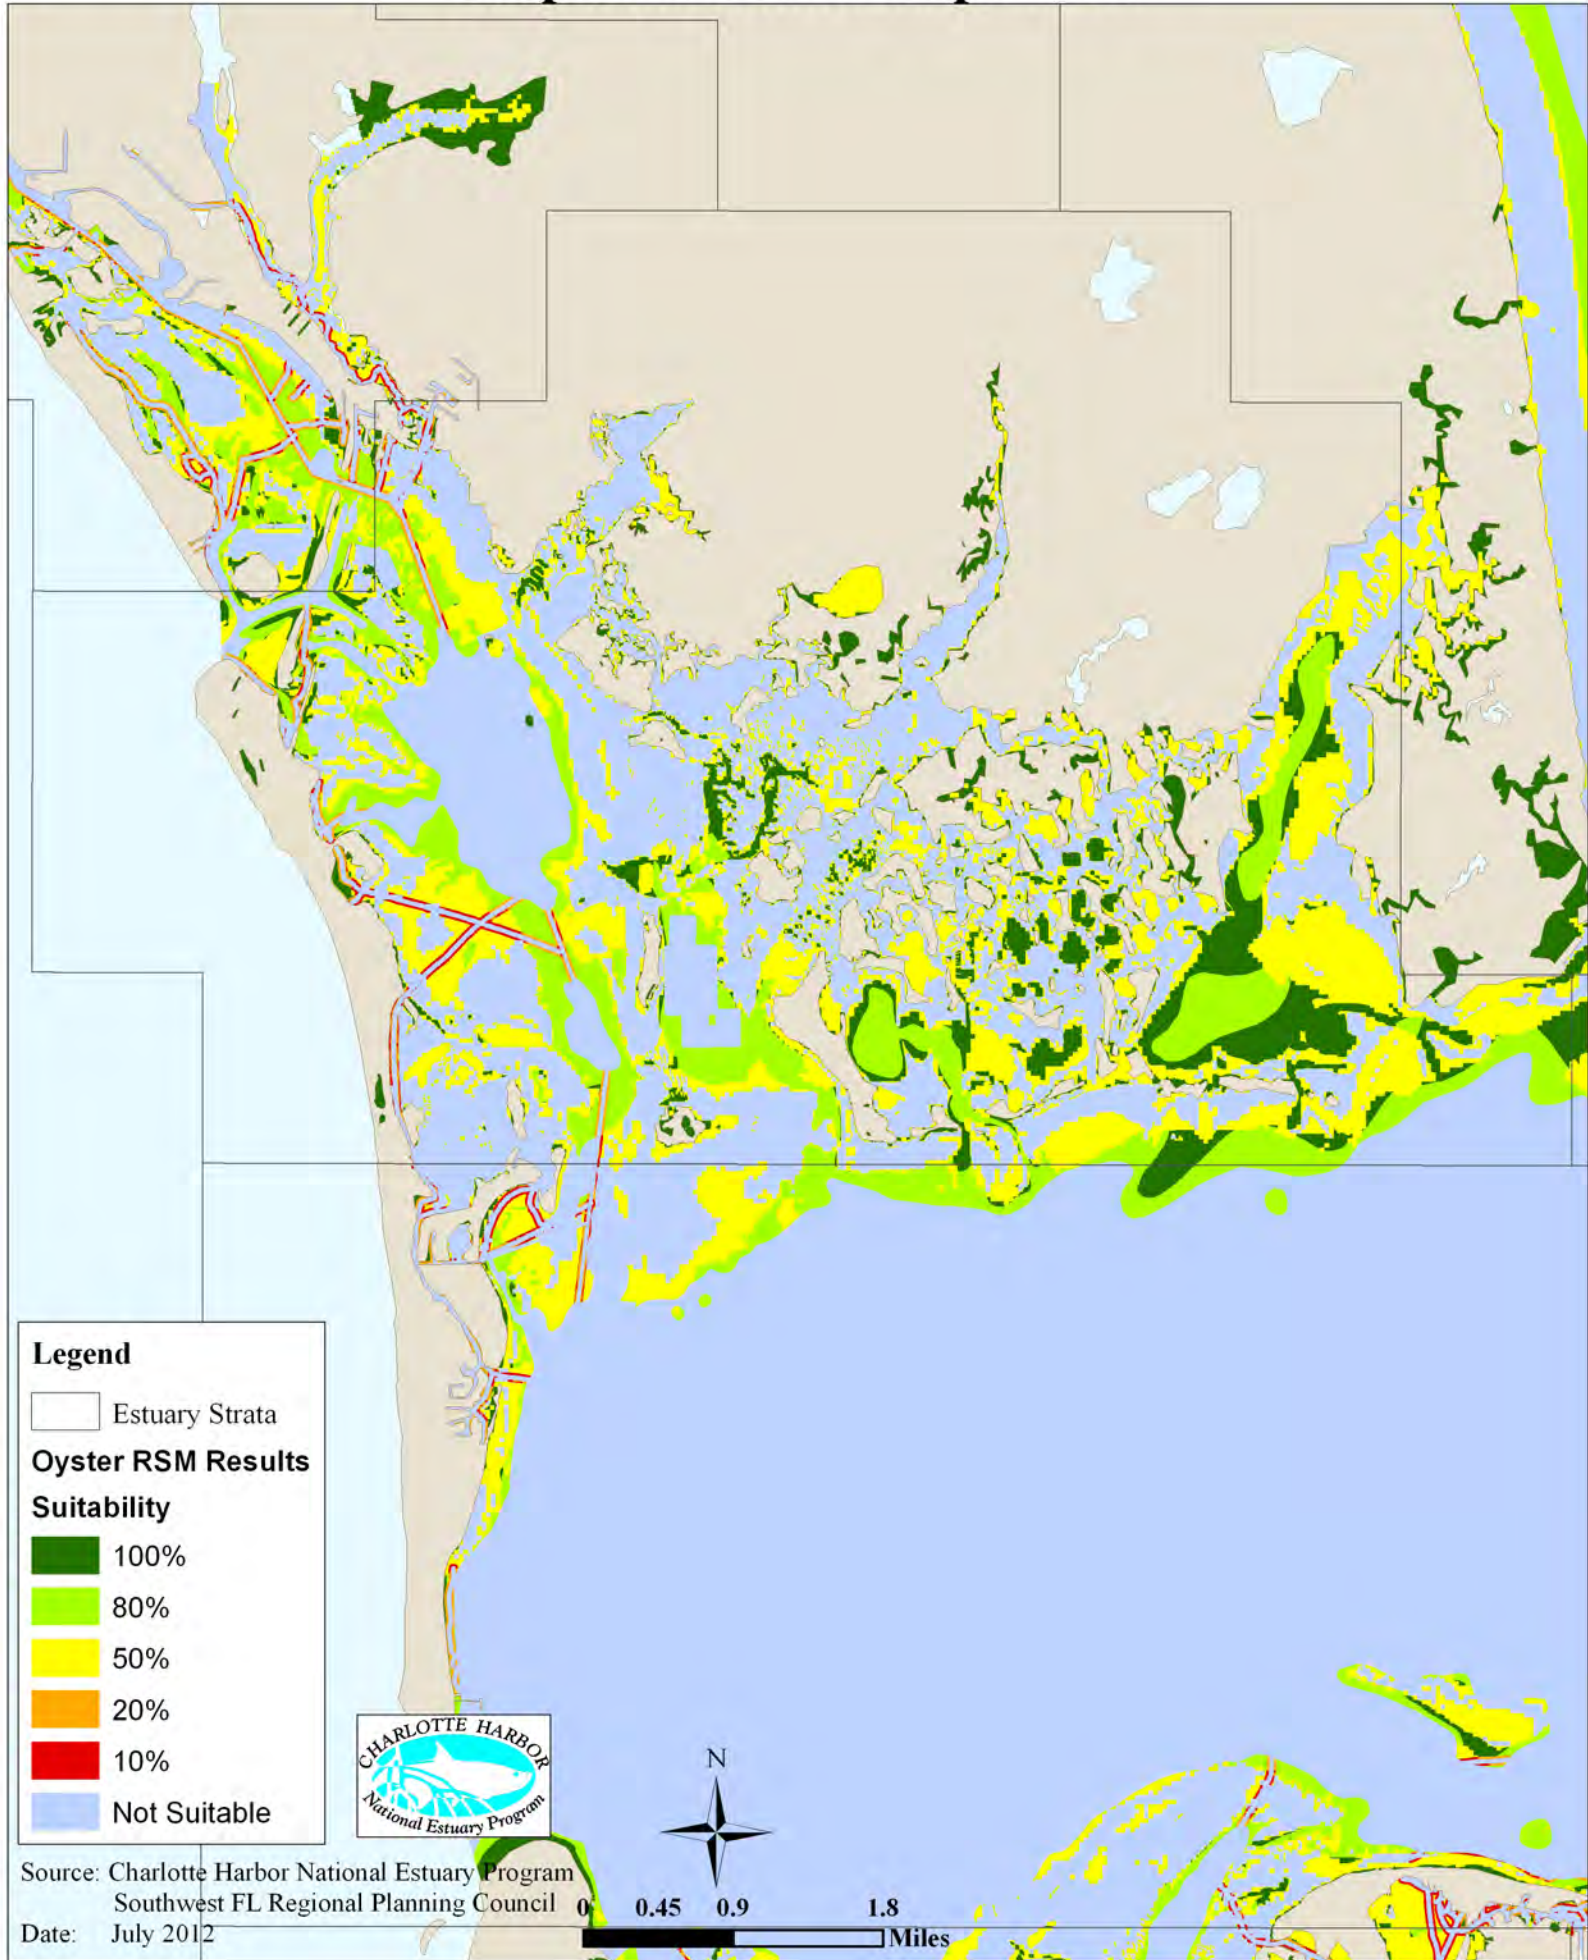 Legend
Estuary Strata
Oyster RSM Results
Suitability
100%
80%
50%
20%
10%
Not Suitable
CHARLOTTE HARBOR
National Estuary Program
N
Source: Charlotte Harbor National Estuary Program
Southwest FL Regional Planning Council
Date: July 2012
0 0.45 0.9 1.8
Miles